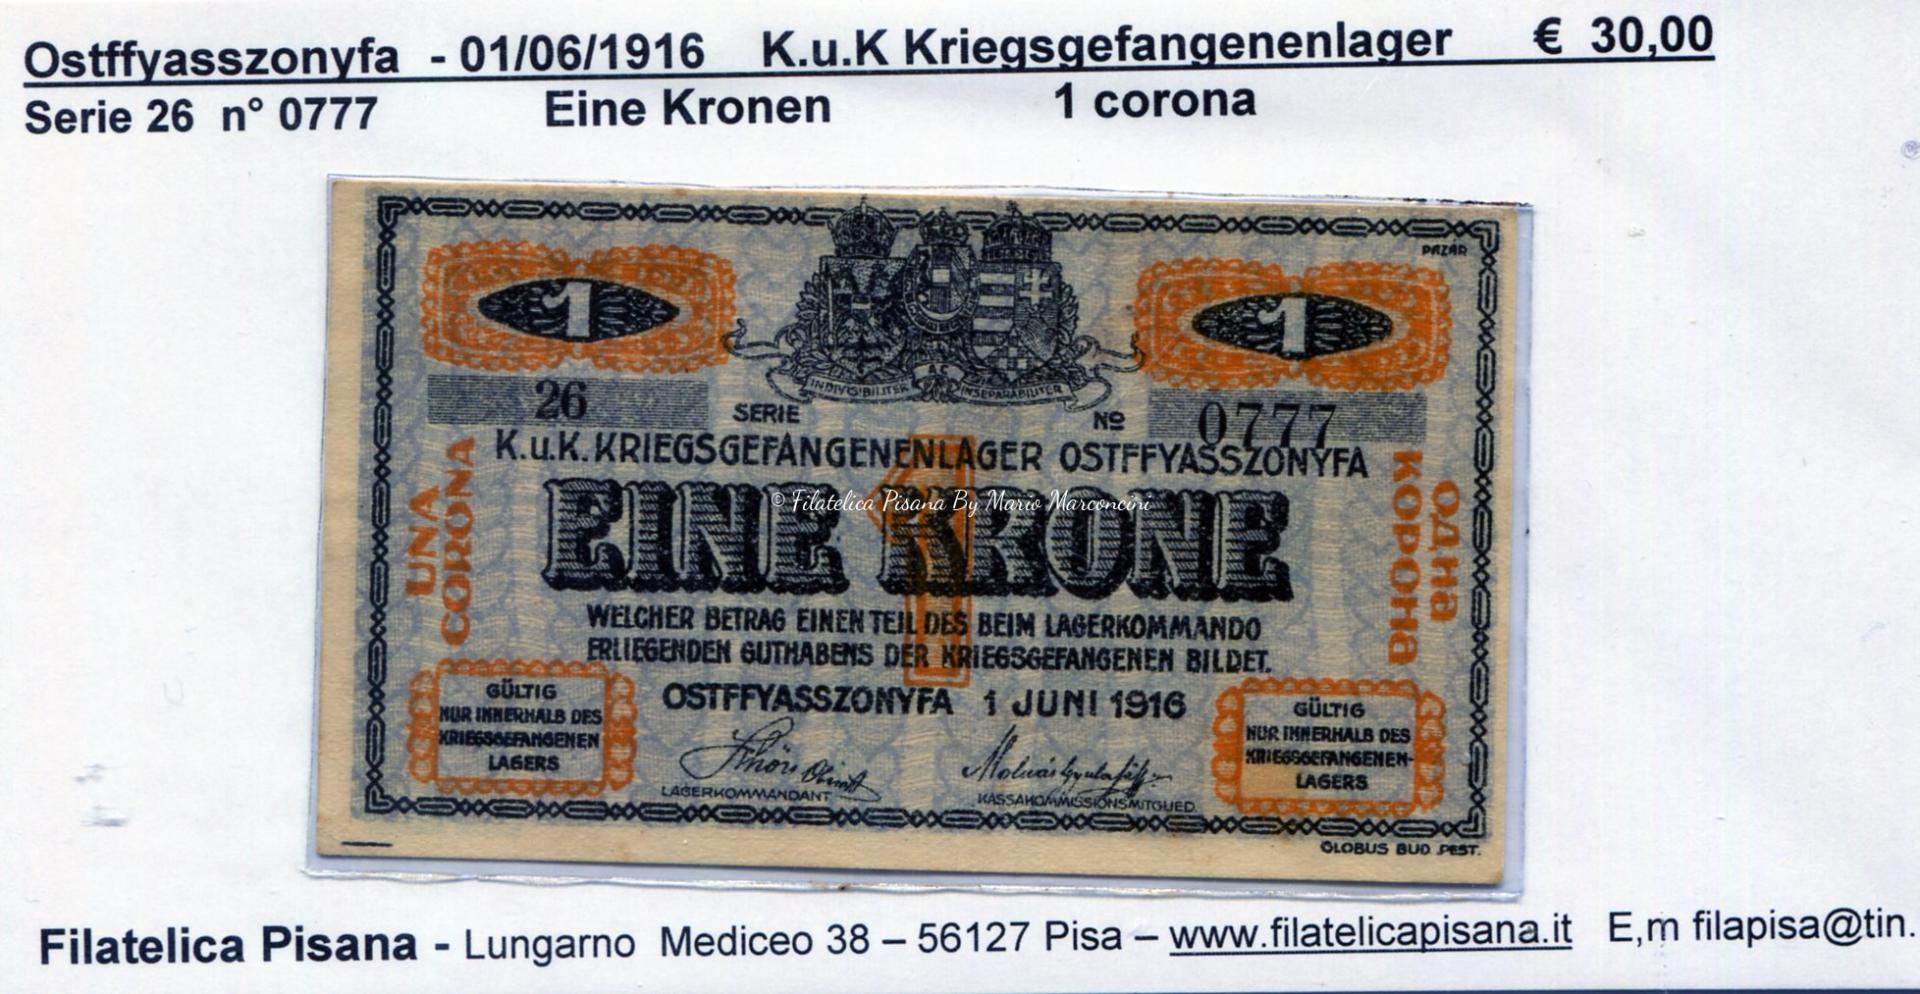 Ostffyasszonyfa - 01/06/1916 K.u.K Kriegsgefangenenlager € 30,00
Serie 26 n° 0777 Eine Kronen 1 corona
PAZAR
1 1
INDIVISIBILITER A.C. INSEPARABILITER
26 SERIE No 0777
K.u.K. KRIEGSGEFANGENENLAGER OSTFFYASSZONYFA
1
EINE KRONE
© Filatelica Pisana By Mario Marconcini
UNA
CORONA
ОДНА
КОРОНА
WELCHER BETRAG EINEN TEIL DES BEIM LAGERKOMMANDO
ERLIEGENDEN GUTHABENS DER KRIEGSGEFANGENEN BILDET.
OSTFFYASSZONYFA 1 JUNI 1916
GÜLTIG
NUR INNERHALB DES
KRIEGSGEFANGENEN
LAGERS
LAGERKOMMANDANT
KASSAKOMMISSIONSMITGLIED
GÜLTIG
NUR INNERHALB DES
KRIEGSGEFANGENEN-
LAGERS
GLOBUS BUDAPEST.
Filatelica Pisana - Lungarno Mediceo 38 – 56127 Pisa – www.filatelicapisana.it E,m filapisa@tin.